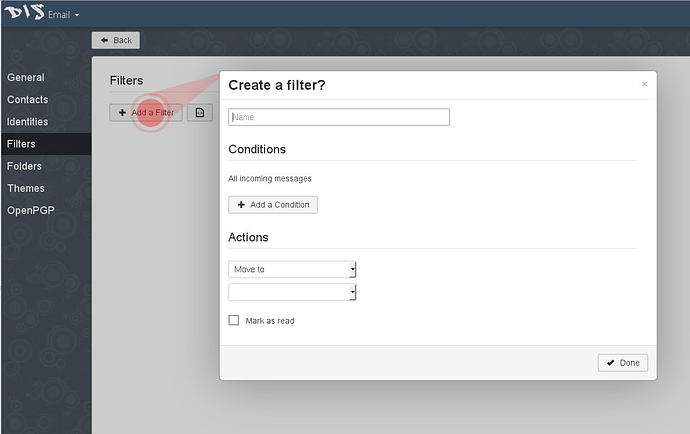 DIS Email
Back
General
Contacts
Identities
Filters
Folders
Themes
OpenPGP
Filters
Add a Filter
Create a filter?
×
Name
Conditions
All incoming messages
Add a Condition
Actions
Move to
Mark as read
Done